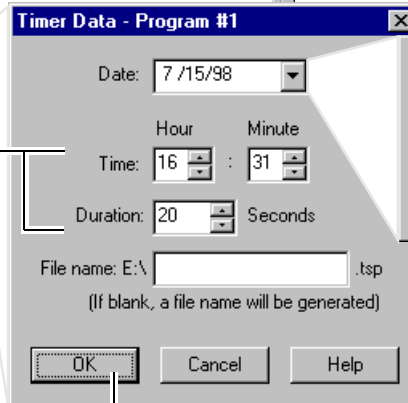 Timer Data - Program #1
Date: 7 /15/98
Hour Minute
Time: 16 : 31
Duration: 20 Seconds
File name: E:\ .tsp
(If blank, a file name will be generated)
OK Cancel Help